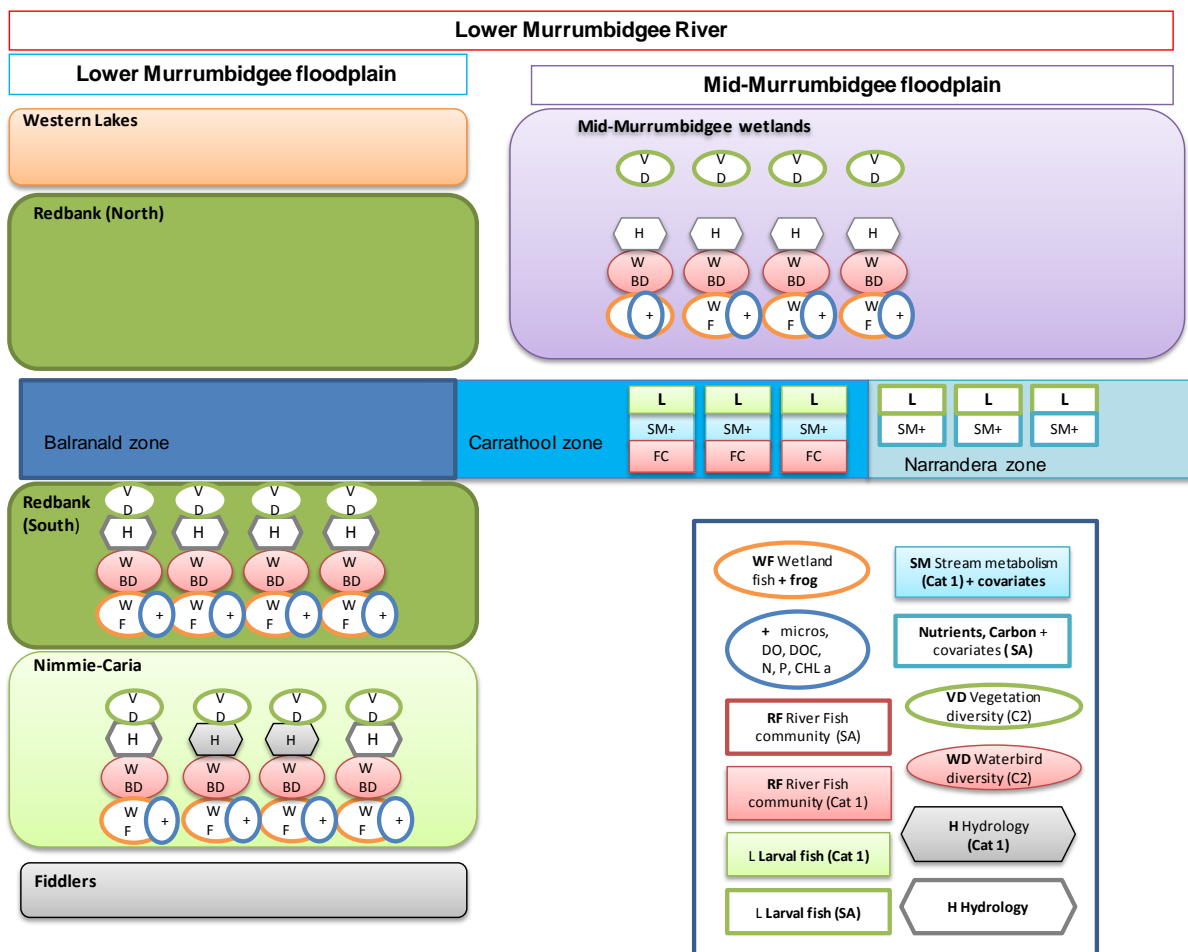 Lower Murrumbidgee River
Lower Murrumbidgee floodplain
Mid-Murrumbidgee floodplain
Western Lakes
Mid-Murrumbidgee wetlands
V V V V
D D D D
Redbank (North)
H H H H
W W W W
BD BD BD BD
W W W
+ + + +
F F F
L L L L L L
SM+ SM+ SM+ SM+ SM+ SM+
Balranald zone
Carrathool zone
FC FC FC
Narrandera zone
Redbank
(South)
V V V V
D D D D
H H H H
W W W W
BD BD BD BD
W W W W
+ + + +
F F F F
Nimmie-Caria
V V V V
D D D D
H H H H
W W W W
BD BD BD BD
W W W W
+ + + +
F F F F
Fiddlers
WF Wetland
fish + frog
SM Stream metabolism
(Cat 1) + covariates
+ micros,
DO, DOC,
N, P, CHL a
Nutrients, Carbon +
covariates (SA)
RF River Fish
community (SA)
VD Vegetation
diversity (C2)
RF River Fish
community (Cat 1)
WD Waterbird
diversity (C2)
L Larval fish (Cat 1)
H Hydrology
(Cat 1)
L Larval fish (SA)
H Hydrology